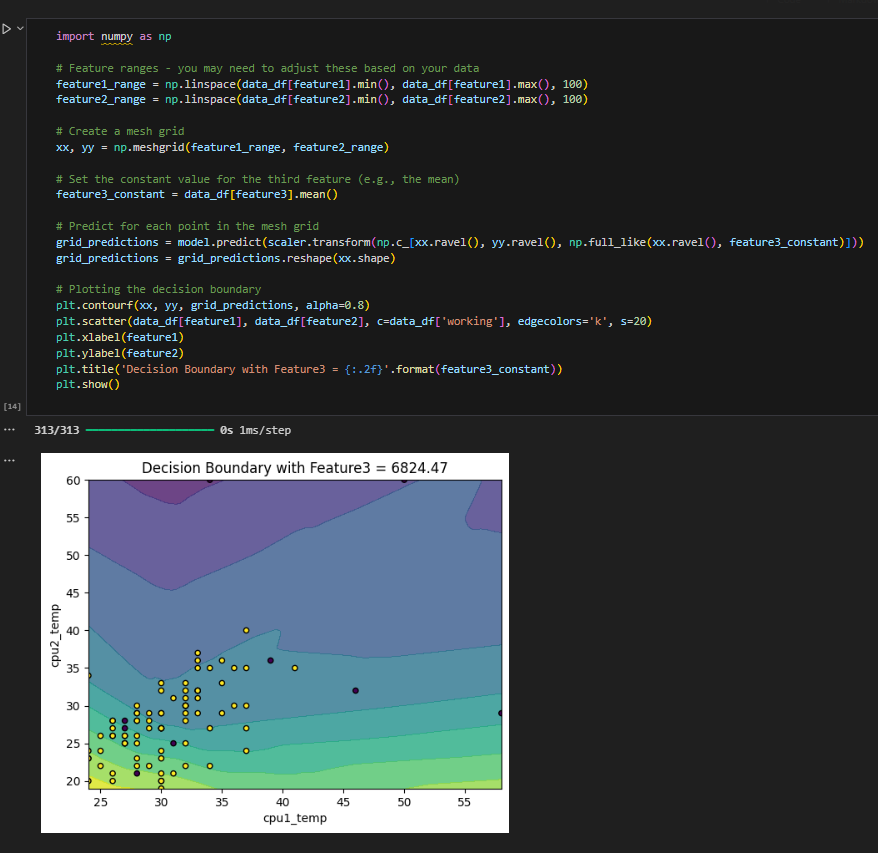 import numpy as np
# Feature ranges - you may need to adjust these based on your data
feature1_range = np.linspace(data_df[feature1].min(), data_df[feature1].max(), 100)
feature2_range = np.linspace(data_df[feature2].min(), data_df[feature2].max(), 100)
# Create a mesh grid
xx, yy = np.meshgrid(feature1_range, feature2_range)
# Set the constant value for the third feature (e.g., the mean)
feature3_constant = data_df[feature3].mean()
# Predict for each point in the mesh grid
grid_predictions = model.predict(scaler.transform(np.c_[xx.ravel(), yy.ravel(), np.full_like(xx.ravel(), feature3_constant)]))
grid_predictions = grid_predictions.reshape(xx.shape)
# Plotting the decision boundary
plt.contourf(xx, yy, grid_predictions, alpha=0.8)
plt.scatter(data_df[feature1], data_df[feature2], c=data_df['working'], edgecolors='k', s=20)
plt.xlabel(feature1)
plt.ylabel(feature2)
plt.title('Decision Boundary with Feature3 = {:.2f}'.format(feature3_constant))
plt.show()
[14]
... 313/313 0s 1ms/step
...
Decision Boundary with Feature3 = 6824.47
60
55
50
45
40
35
30
25
20
cpu2_temp
25 30 35 40 45 50 55
cpu1_temp